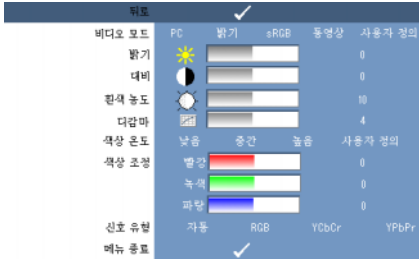 뒤로
비디오 모드 PC 밝기 sRGB 동영상 사용자 정의
밝기 0
대비 0
흰색 농도 10
디감마 4
색상 온도 낮음 중간 높음 사용자 정의
색상 조정 빨강 0
녹색 0
파랑 0
신호 유형 자동 RGB YCbCr YPbPr
메뉴 종료